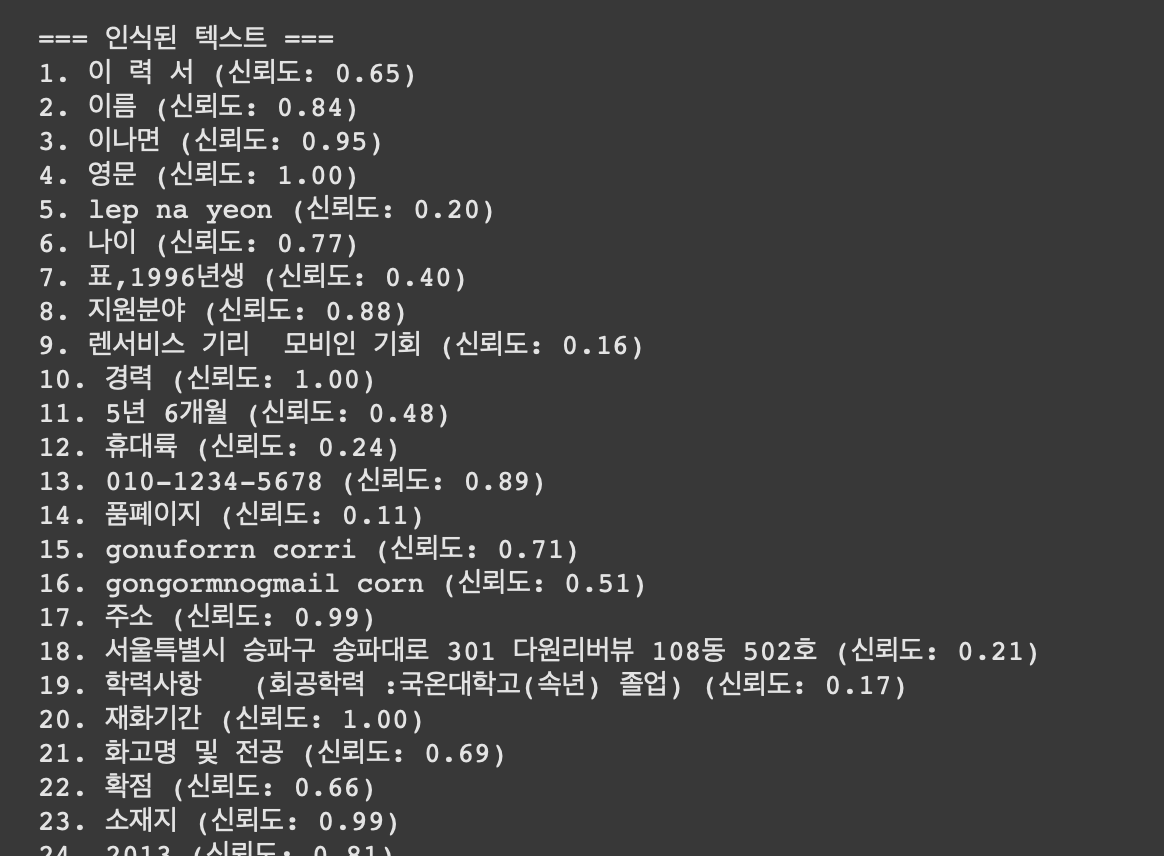 === 인식된 텍스트 ===
1. 이 력 서 (신뢰도: 0.65)
2. 이름 (신뢰도: 0.84)
3. 이나면 (신뢰도: 0.95)
4. 영문 (신뢰도: 1.00)
5. lep na yeon (신뢰도: 0.20)
6. 나이 (신뢰도: 0.77)
7. 표,1996년생 (신뢰도: 0.40)
8. 지원분야 (신뢰도: 0.88)
9. 렌서비스 기리  모비인 기회 (신뢰도: 0.16)
10. 경력 (신뢰도: 1.00)
11. 5년 6개월 (신뢰도: 0.48)
12. 휴대륙 (신뢰도: 0.24)
13. 010-1234-5678 (신뢰도: 0.89)
14. 품폐이지 (신뢰도: 0.11)
15. gonuforrn corri (신뢰도: 0.71)
16. gongormnogmail corn (신뢰도: 0.51)
17. 주소 (신뢰도: 0.99)
18. 서울특별시 승파구 송파대로 301 다원리버뷰 108동 502호 (신뢰도: 0.21)
19. 학력사항   (회공학력 :국온대학고(속년) 졸업) (신뢰도: 0.17)
20. 재화기간 (신뢰도: 1.00)
21. 화고명 및 전공 (신뢰도: 0.69)
22. 확점 (신뢰도: 0.66)
23. 소재지 (신뢰도: 0.99)
24. 2013 (신뢰도: 0.81)